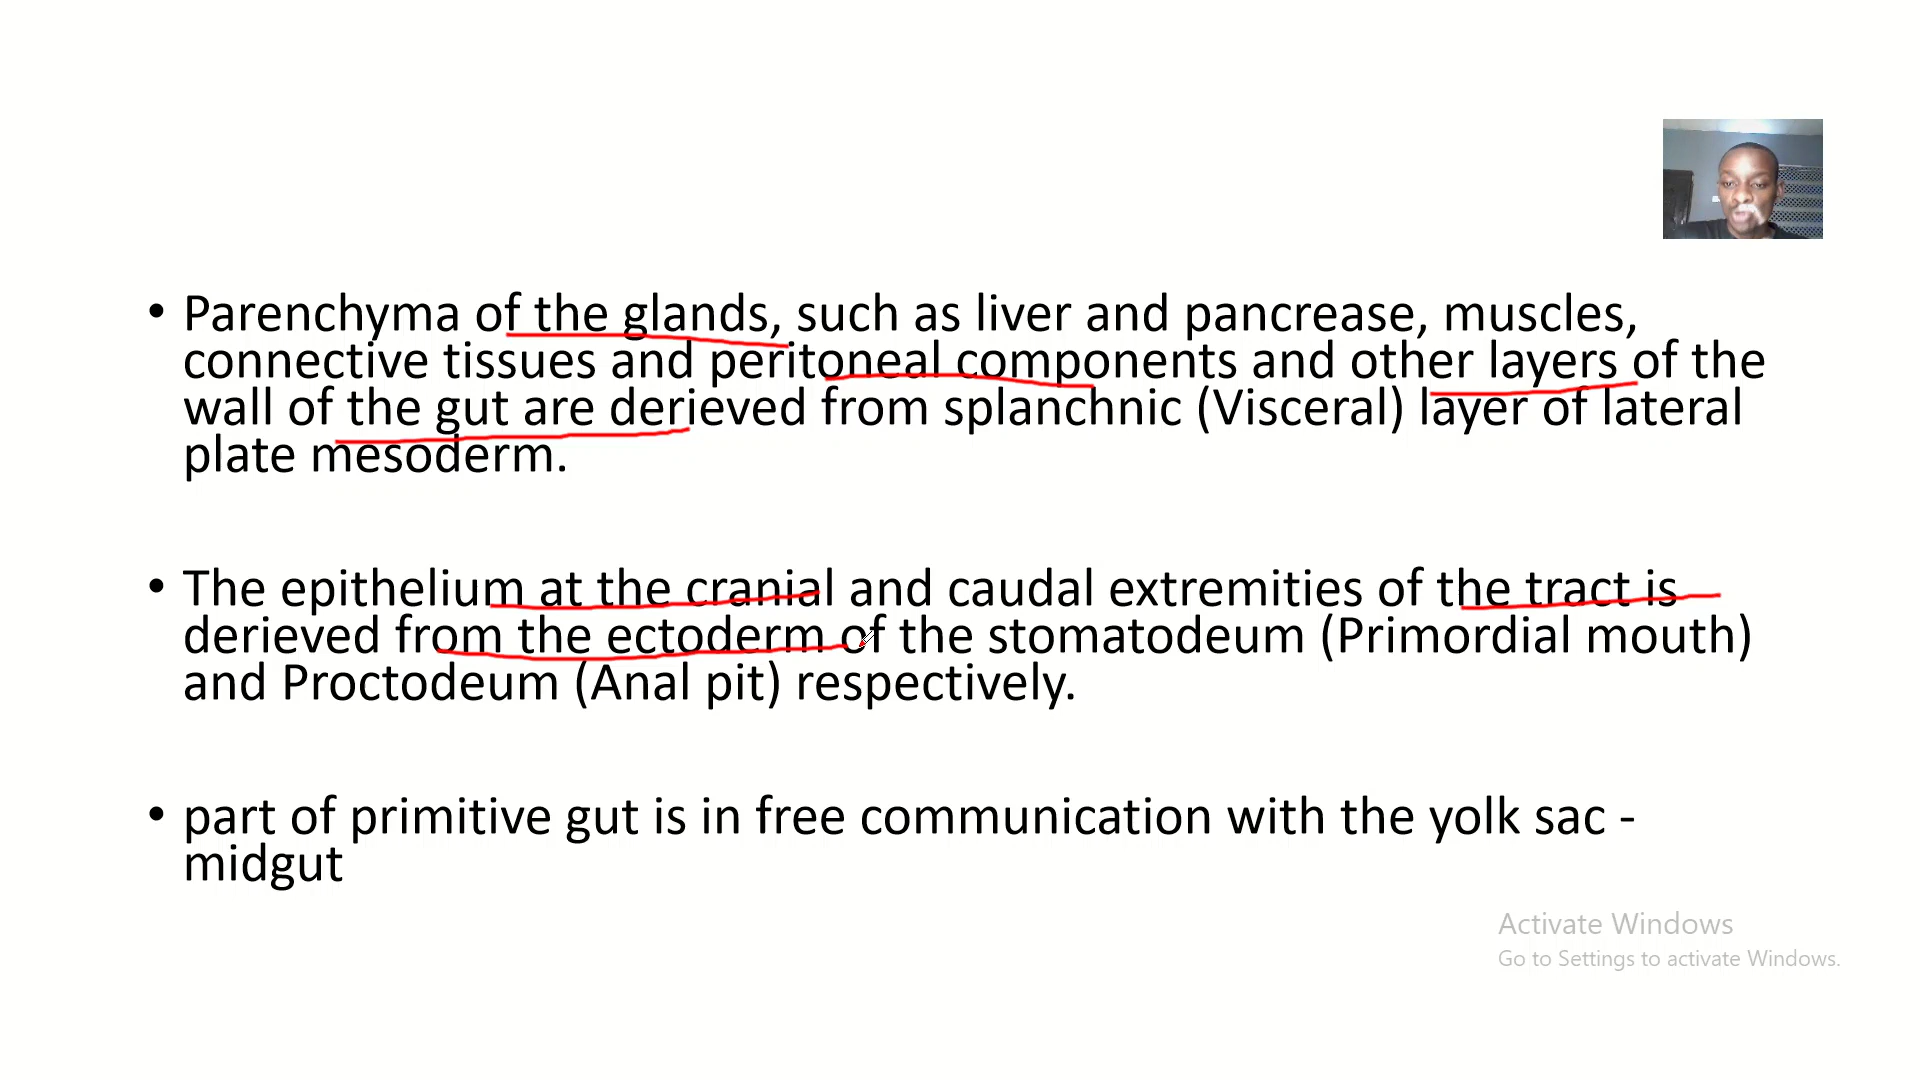 • Parenchyma of the glands, such as liver and pancrease, muscles,
connective tissues and peritoneal components and other layers of the
wall of the gut are derieved from splanchnic (Visceral) layer of lateral
plate mesoderm.
• The epithelium at the cranial and caudal extremities of the tract is
derieved from the ectoderm of the stomatodeum (Primordial mouth)
and Proctodeum (Anal pit) respectively.
• part of primitive gut is in free communication with the yolk sac -
midgut
Activate Windows
Go to Settings to activate Windows.